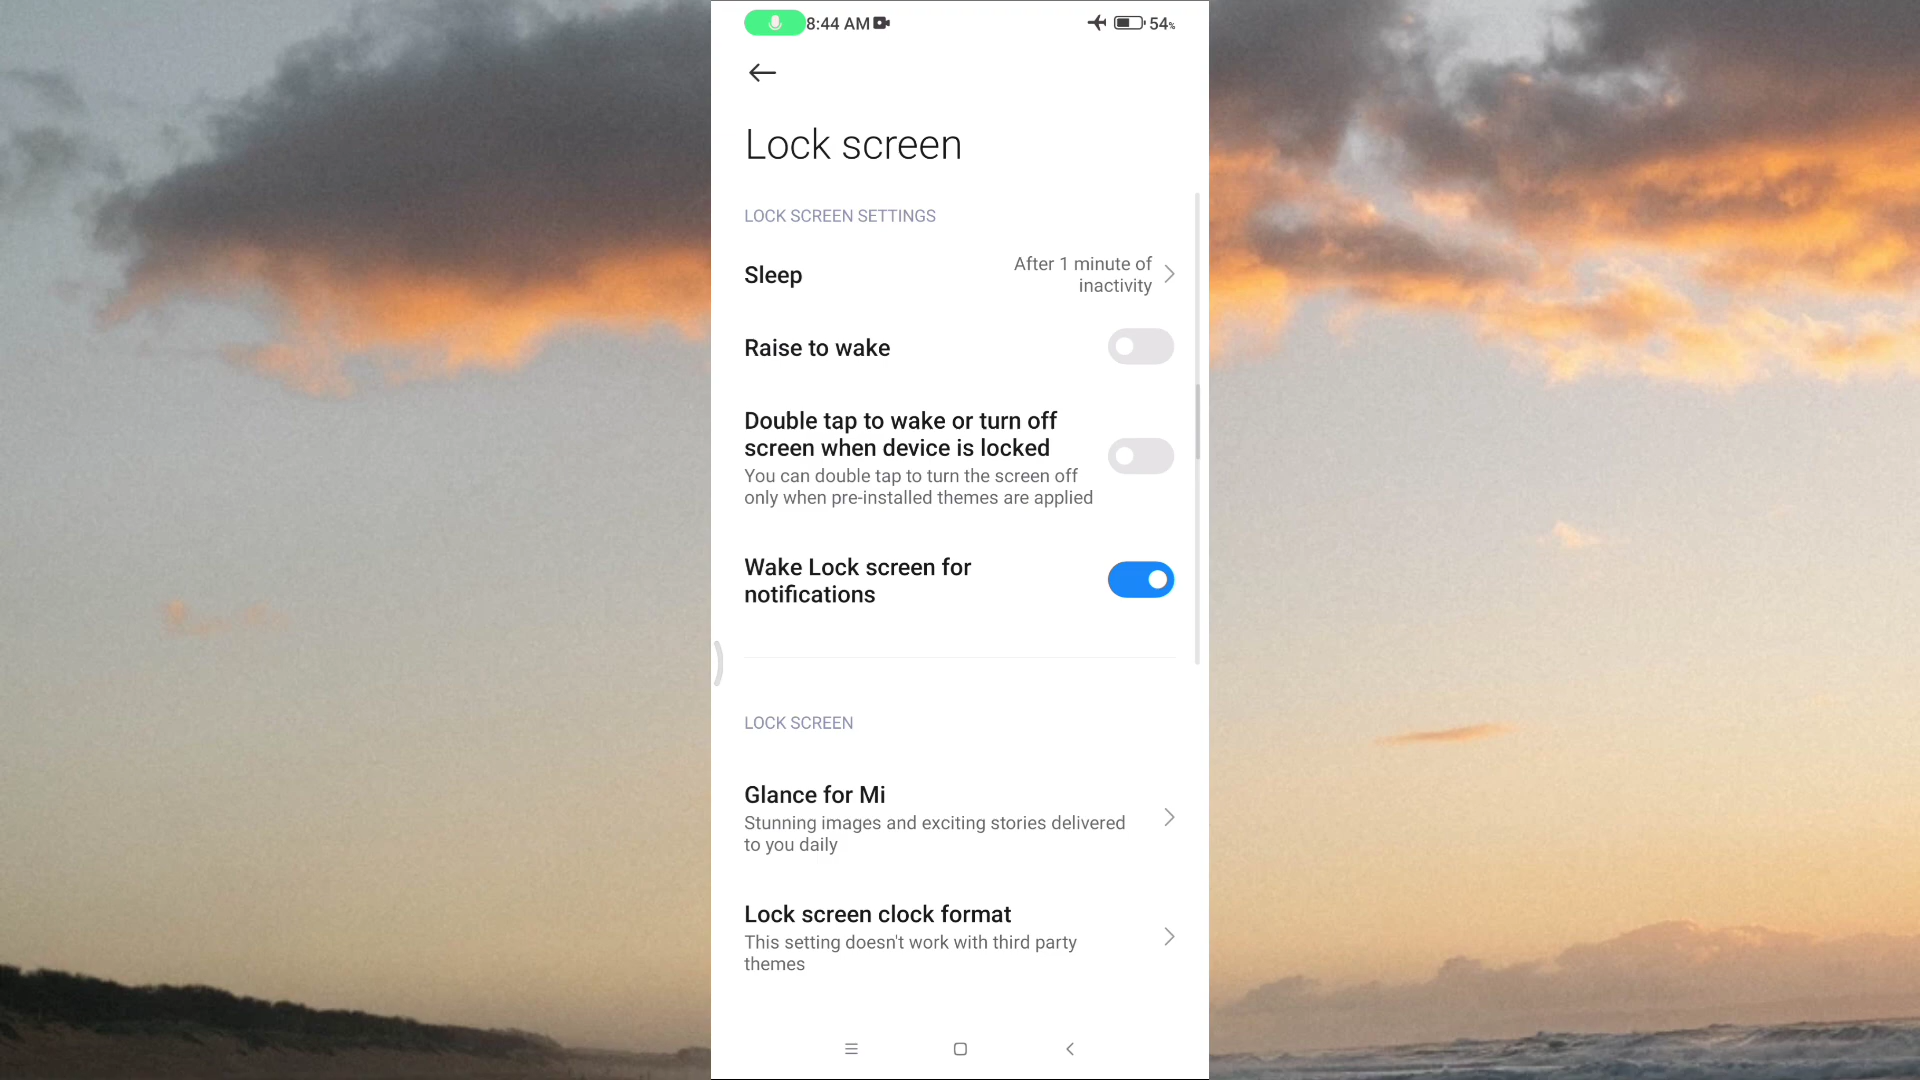 8:44 AM
54%
Lock screen
LOCK SCREEN SETTINGS
Sleep
After 1 minute of
inactivity
Raise to wake
Double tap to wake or turn off
screen when device is locked
You can double tap to turn the screen off
only when pre-installed themes are applied
Wake Lock screen for
notifications
LOCK SCREEN
Glance for Mi
Stunning images and exciting stories delivered
to you daily
Lock screen clock format
This setting doesn't work with third party
themes